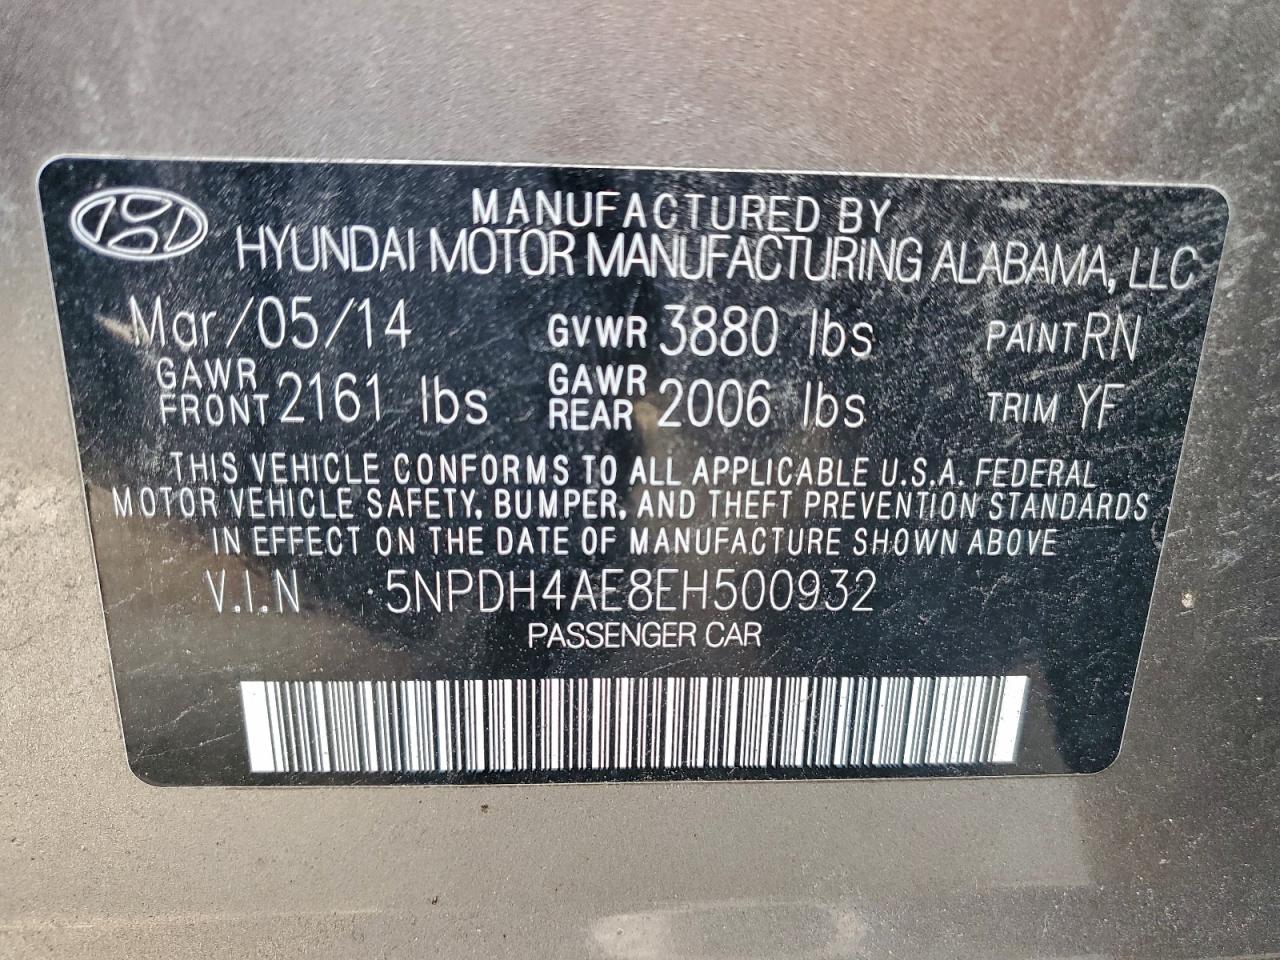 MANUFACTURED BY
HYUNDAI MOTOR MANUFACTURING ALABAMA, LLC
Mar/05/14 GVWR 3880 lbs PAINT RN
GAWR FRONT 2161 lbs GAWR REAR 2006 lbs TRIM YF
THIS VEHICLE CONFORMS TO ALL APPLICABLE U.S.A. FEDERAL
MOTOR VEHICLE SAFETY, BUMPER, AND THEFT PREVENTION STANDARDS
IN EFFECT ON THE DATE OF MANUFACTURE SHOWN ABOVE
V.I.N 5NPDH4AE8EH500932
PASSENGER CAR